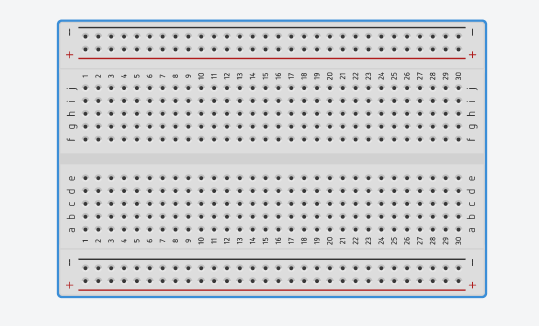 − −
+ +
1 2 3 4 5 6 7 8 9 10 11 12 13 14 15 16 17 18 19 20 21 22 23 24 25 26 27 28 29 30
j j
i i
h h
g g
f f
e e
d d
c c
b b
a a
1 2 3 4 5 6 7 8 9 10 11 12 13 14 15 16 17 18 19 20 21 22 23 24 25 26 27 28 29 30
− −
+ +